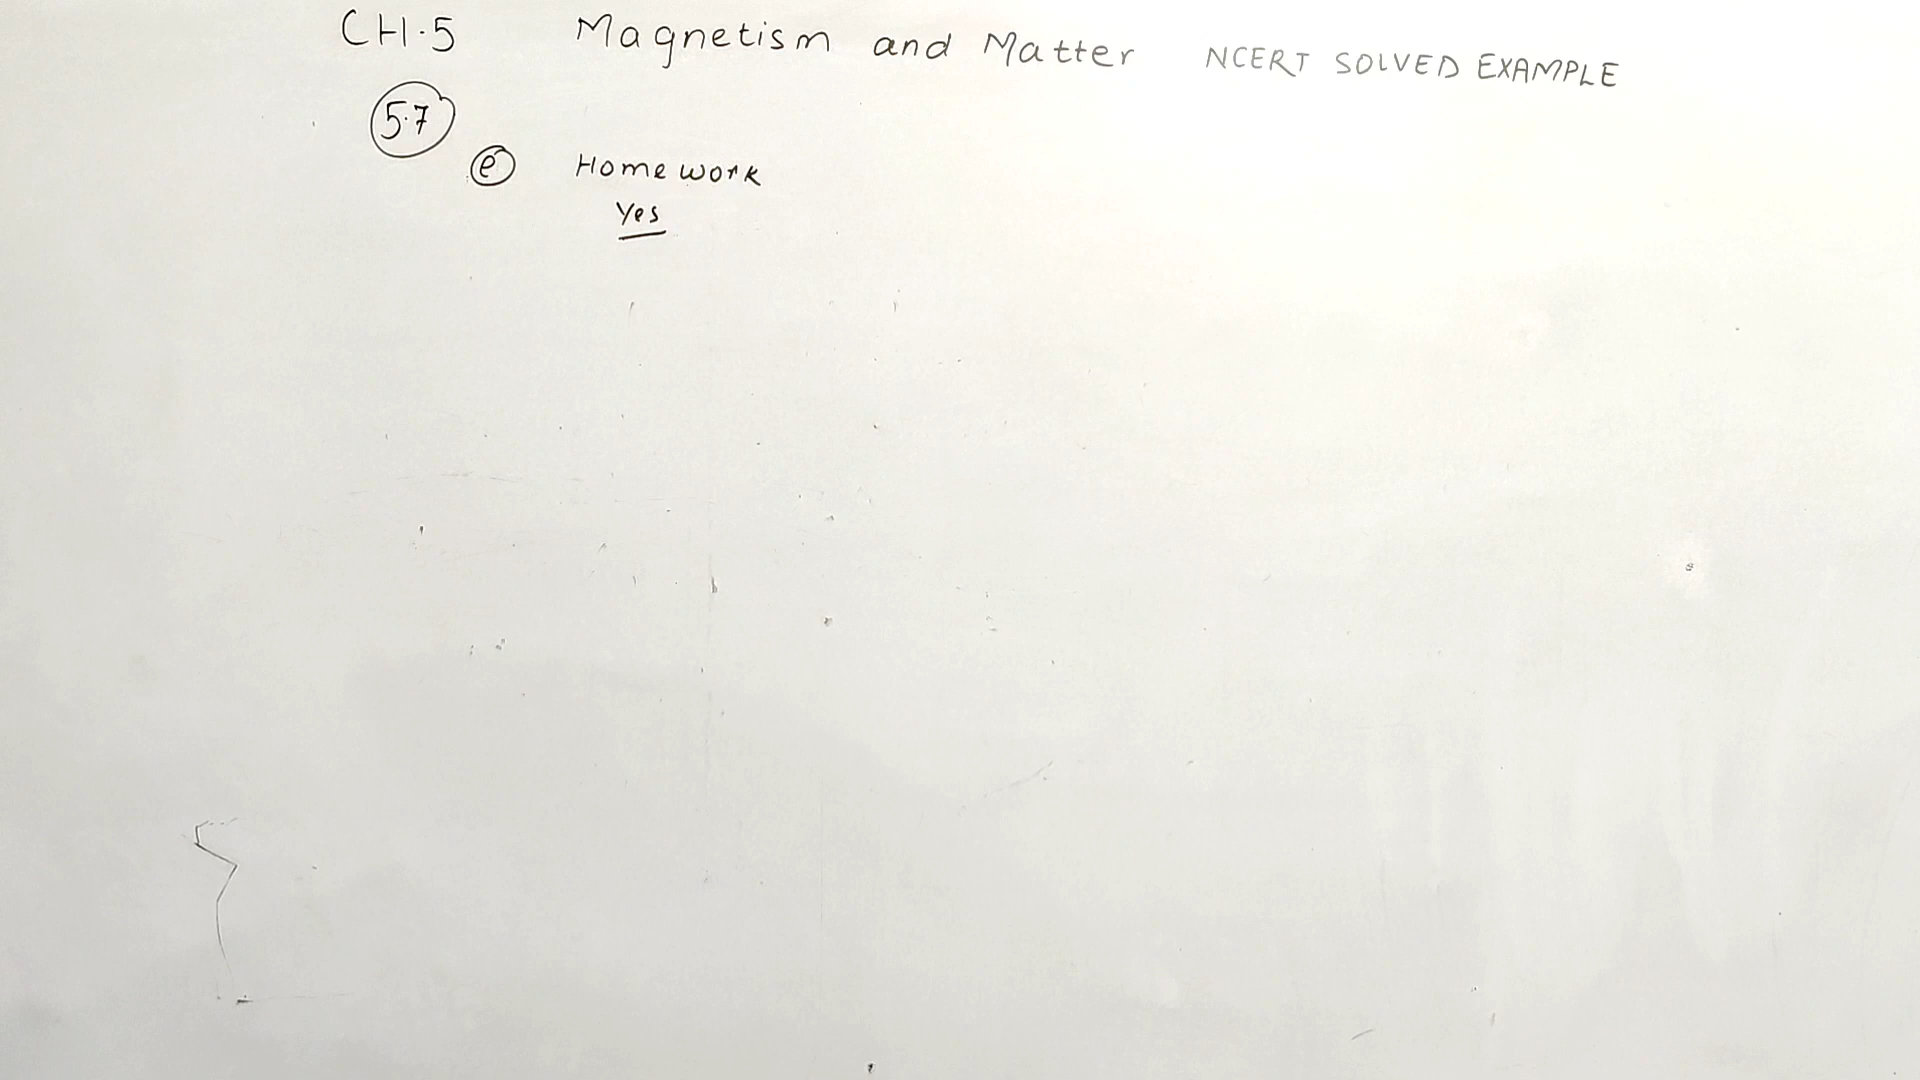 CH.5 Magnetism and Matter NCERT SOLVED EXAMPLE
5.7
e Homework
Yes